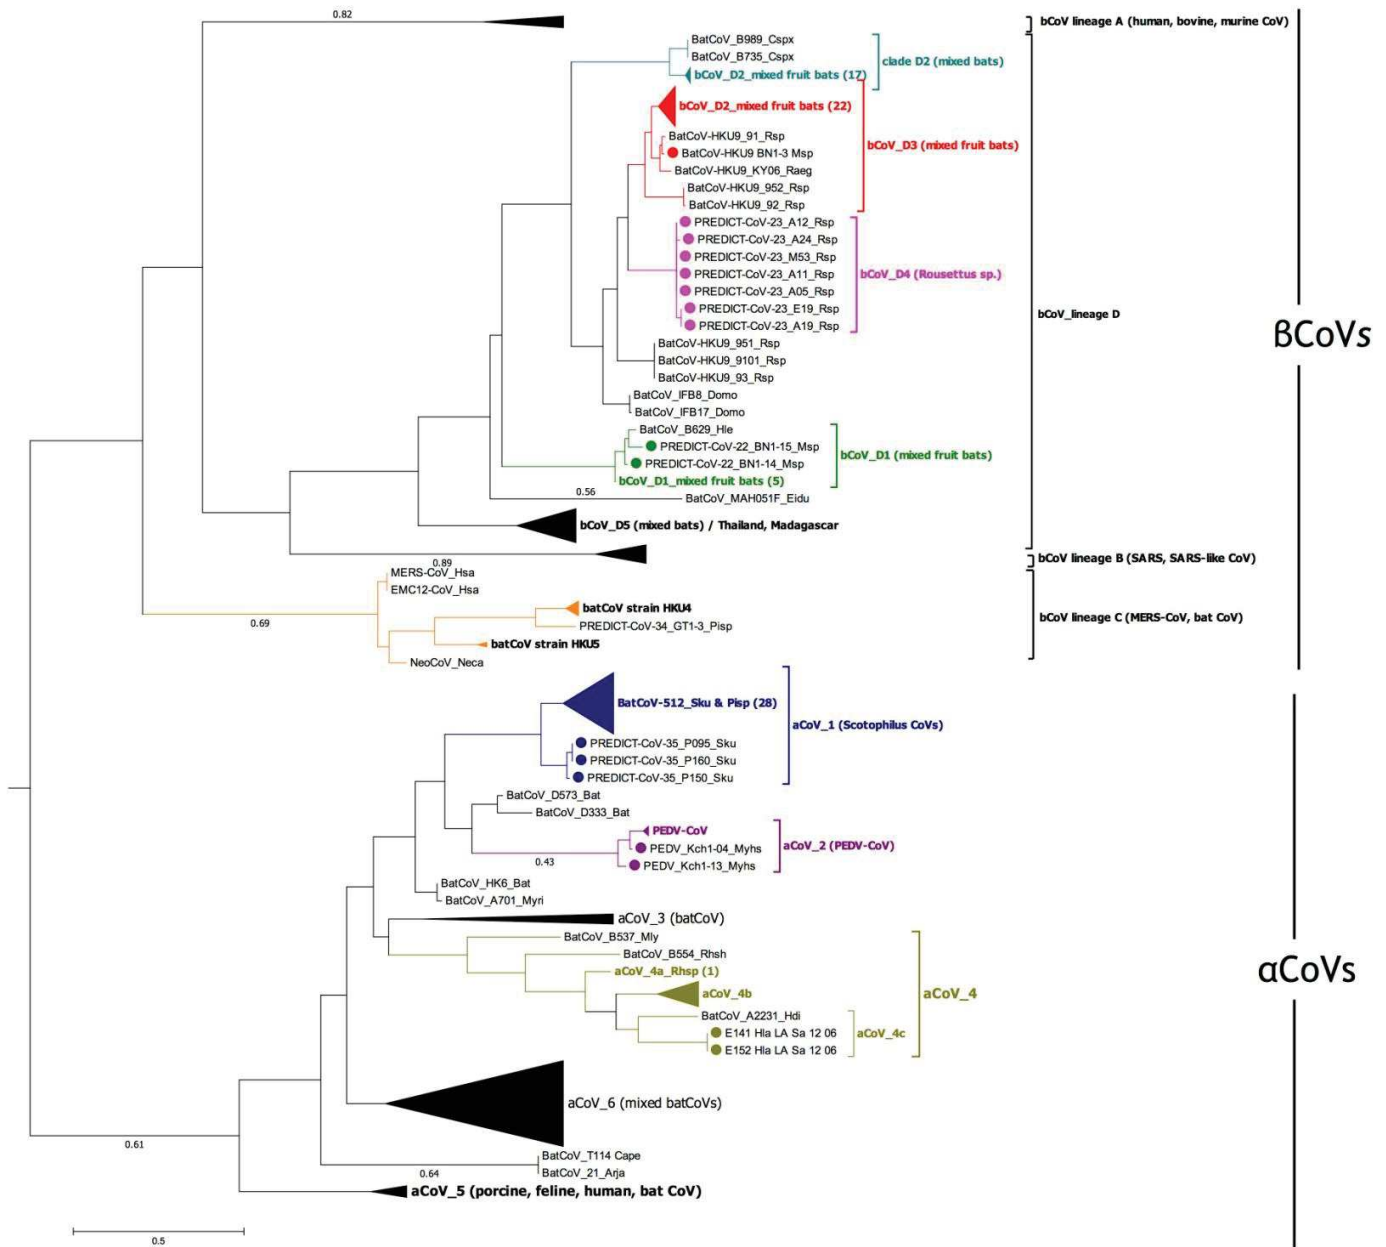 0.82
bCoV lineage A (human, bovine, murine CoV)
BatCoV_B989_Cspx
BatCoV_B735_Cspx
clade D2 (mixed bats)
bCoV_D2_mixed fruit bats (17)
bCoV_D2_mixed fruit bats (22)
BatCoV-HKU9_91_Rsp
bCoV_D3 (mixed fruit bats)
BatCoV-HKU9 BN1-3 Msp
BatCoV-HKU9_KY06_Raeg
BatCoV-HKU9_952_Rsp
BatCoV-HKU9_92_Rsp
PREDICT-CoV-23_A12_Rsp
PREDICT-CoV-23_A24_Rsp
PREDICT-CoV-23_M53_Rsp
PREDICT-CoV-23_A11_Rsp
bCoV_D4 (Rousettus sp.)
PREDICT-CoV-23_A05_Rsp
PREDICT-CoV-23_E19_Rsp
bCoV_lineage D
PREDICT-CoV-23_A19_Rsp
βCoVs
BatCoV-HKU9_951_Rsp
BatCoV-HKU9_9101_Rsp
BatCoV-HKU9_93_Rsp
BatCoV_IFB8_Domo
BatCoV_IFB17_Domo
BatCoV_B629_Hle
PREDICT-CoV-22_BN1-15_Msp
bCoV_D1 (mixed fruit bats)
PREDICT-CoV-22_BN1-14_Msp
bCoV_D1_mixed fruit bats (5)
0.56
BatCoV_MAH051F_Eidu
bCoV_D5 (mixed bats) / Thailand, Madagascar
0.89
bCoV lineage B (SARS, SARS-like CoV)
MERS-CoV_Hsa
EMC12-CoV_Hsa
batCoV strain HKU4
0.69
PREDICT-CoV-34_GT1-3_Pisp
bCoV lineage C (MERS-CoV, bat CoV)
batCoV strain HKU5
NeoCoV_Neca
BatCoV-512_Sku & Pisp (28)
aCoV_1 (Scotophilus CoVs)
PREDICT-CoV-35_P095_Sku
PREDICT-CoV-35_P160_Sku
PREDICT-CoV-35_P150_Sku
BatCoV_D573_Bat
BatCoV_D333_Bat
PEDV-CoV
PEDV_Kch1-04_Myhs
aCoV_2 (PEDV-CoV)
0.43
PEDV_Kch1-13_Myhs
BatCoV_HK6_Bat
BatCoV_A701_Myri
aCoV_3 (batCoV)
BatCoV_B537_Mly
BatCoV_B554_Rhsh
aCoV_4a_Rhsp (1)
αCoVs
aCoV_4b
aCoV_4
BatCoV_A2231_Hdi
E141 Hla LA Sa 12 06
aCoV_4c
E152 Hla LA Sa 12 06
aCoV_6 (mixed batCoVs)
0.61
BatCoV_T114 Cape
0.64
BatCoV_21_Arja
aCoV_5 (porcine, feline, human, bat CoV)
0.5